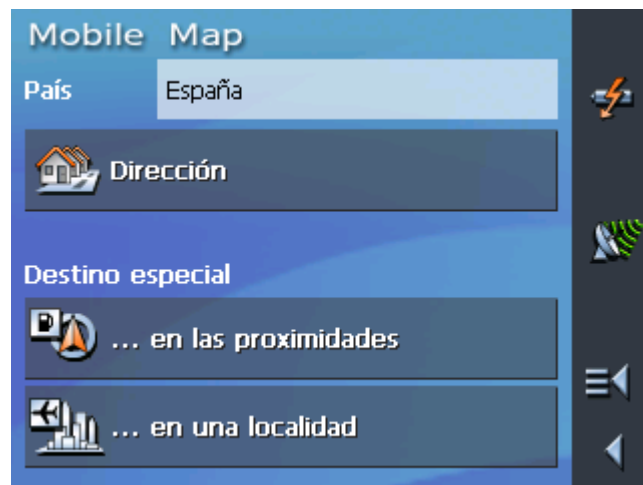 Mobile Map
País España
Dirección
Destino especial
... en las proximidades
... en una localidad